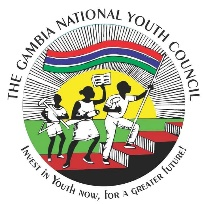 THE GAMBIA NATIONAL YOUTH COUNCIL
INVEST IN YOUTH NOW, FOR A GREATER FUTURE!